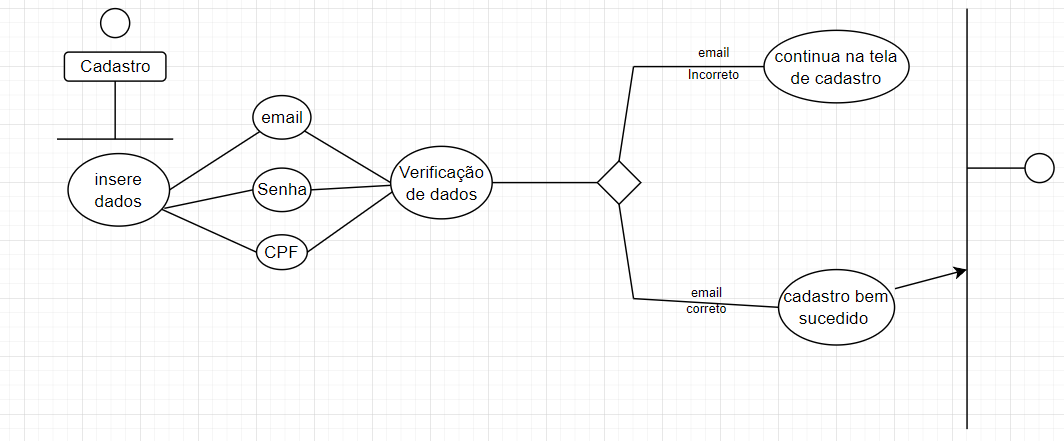 Cadastro
insere
dados
email
Senha
CPF
Verificação
de dados
email
Incorreto
continua na tela
de cadastro
email
correto
cadastro bem
sucedido